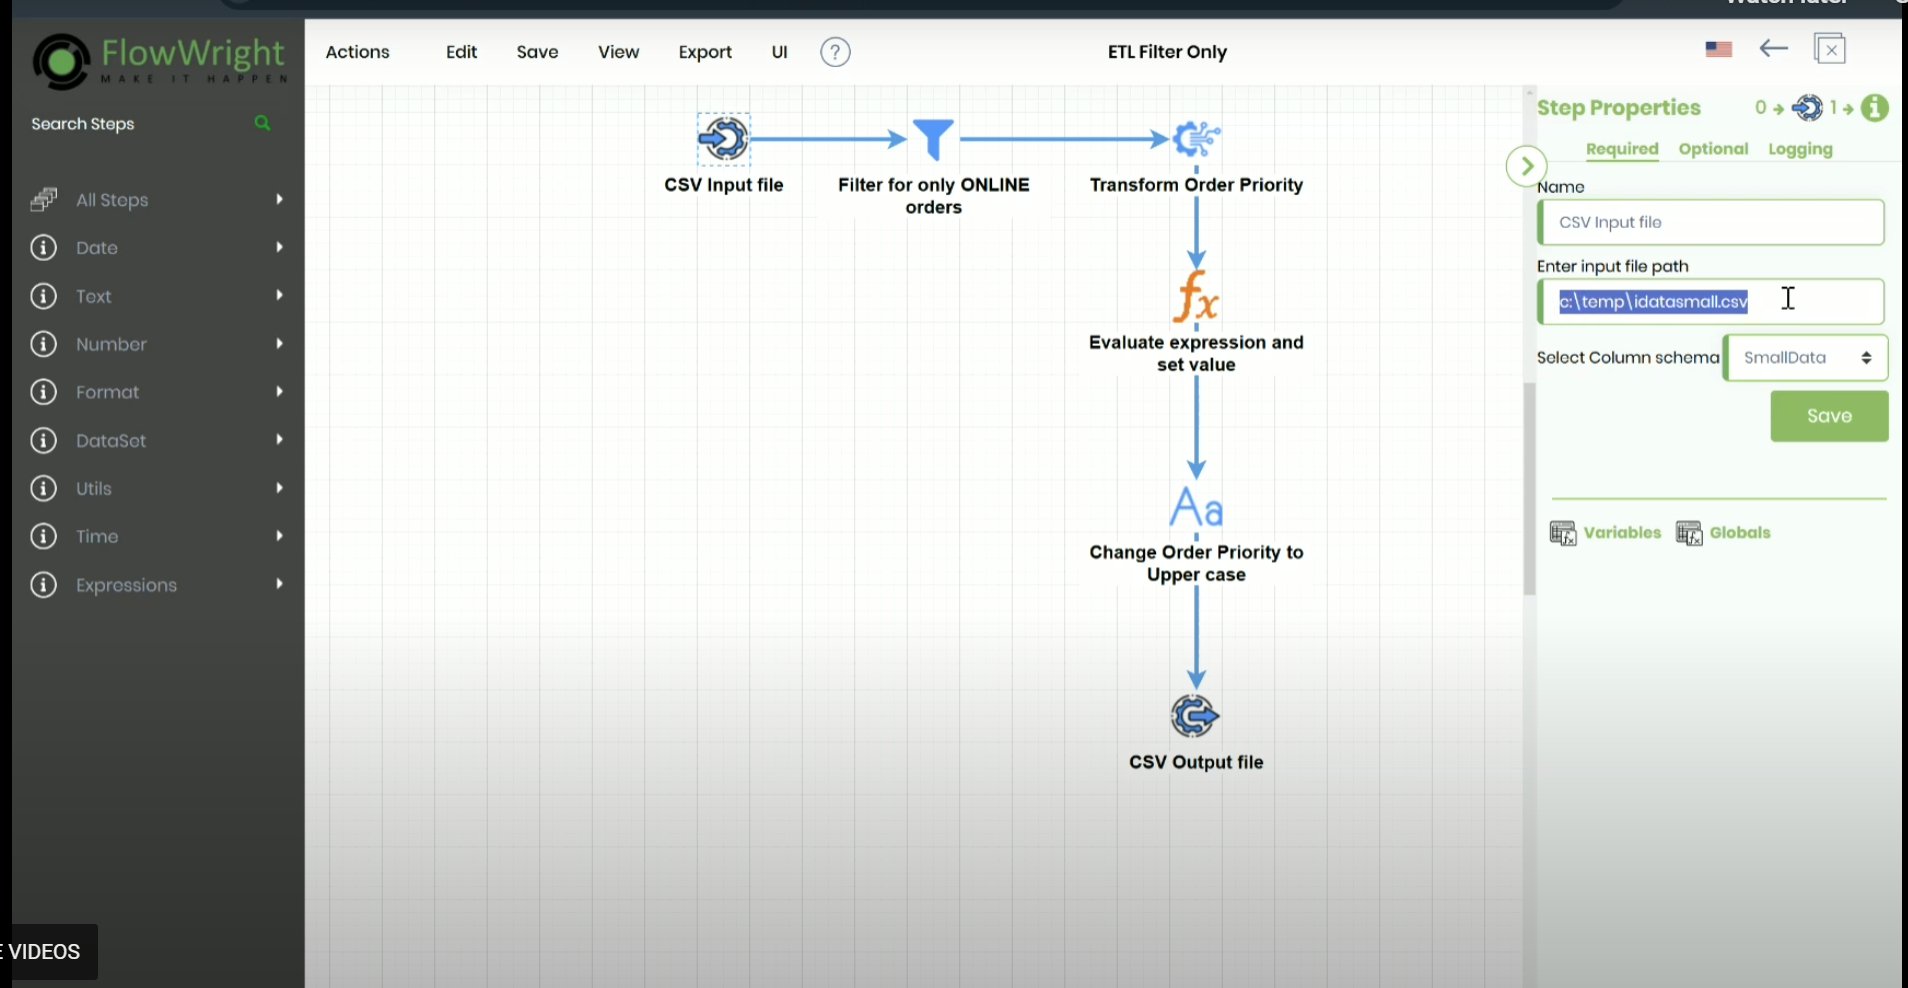 FlowWright
MAKE IT HAPPEN
Actions Edit Save View Export UI ?
ETL Filter Only
Search Steps
All Steps
Date
Text
Number
Format
DataSet
Utils
Time
Expressions
CSV Input file
Filter for only ONLINE
orders
Transform Order Priority
fx
Evaluate expression and
set value
Aa
Change Order Priority to
Upper case
CSV Output file
Step Properties 0 1
Required Optional Logging
Name
CSV Input file
Enter input file path
c:\temp\idatasmall.csv
Select Column schema SmallData
Save
Variables Globals
VIDEOS